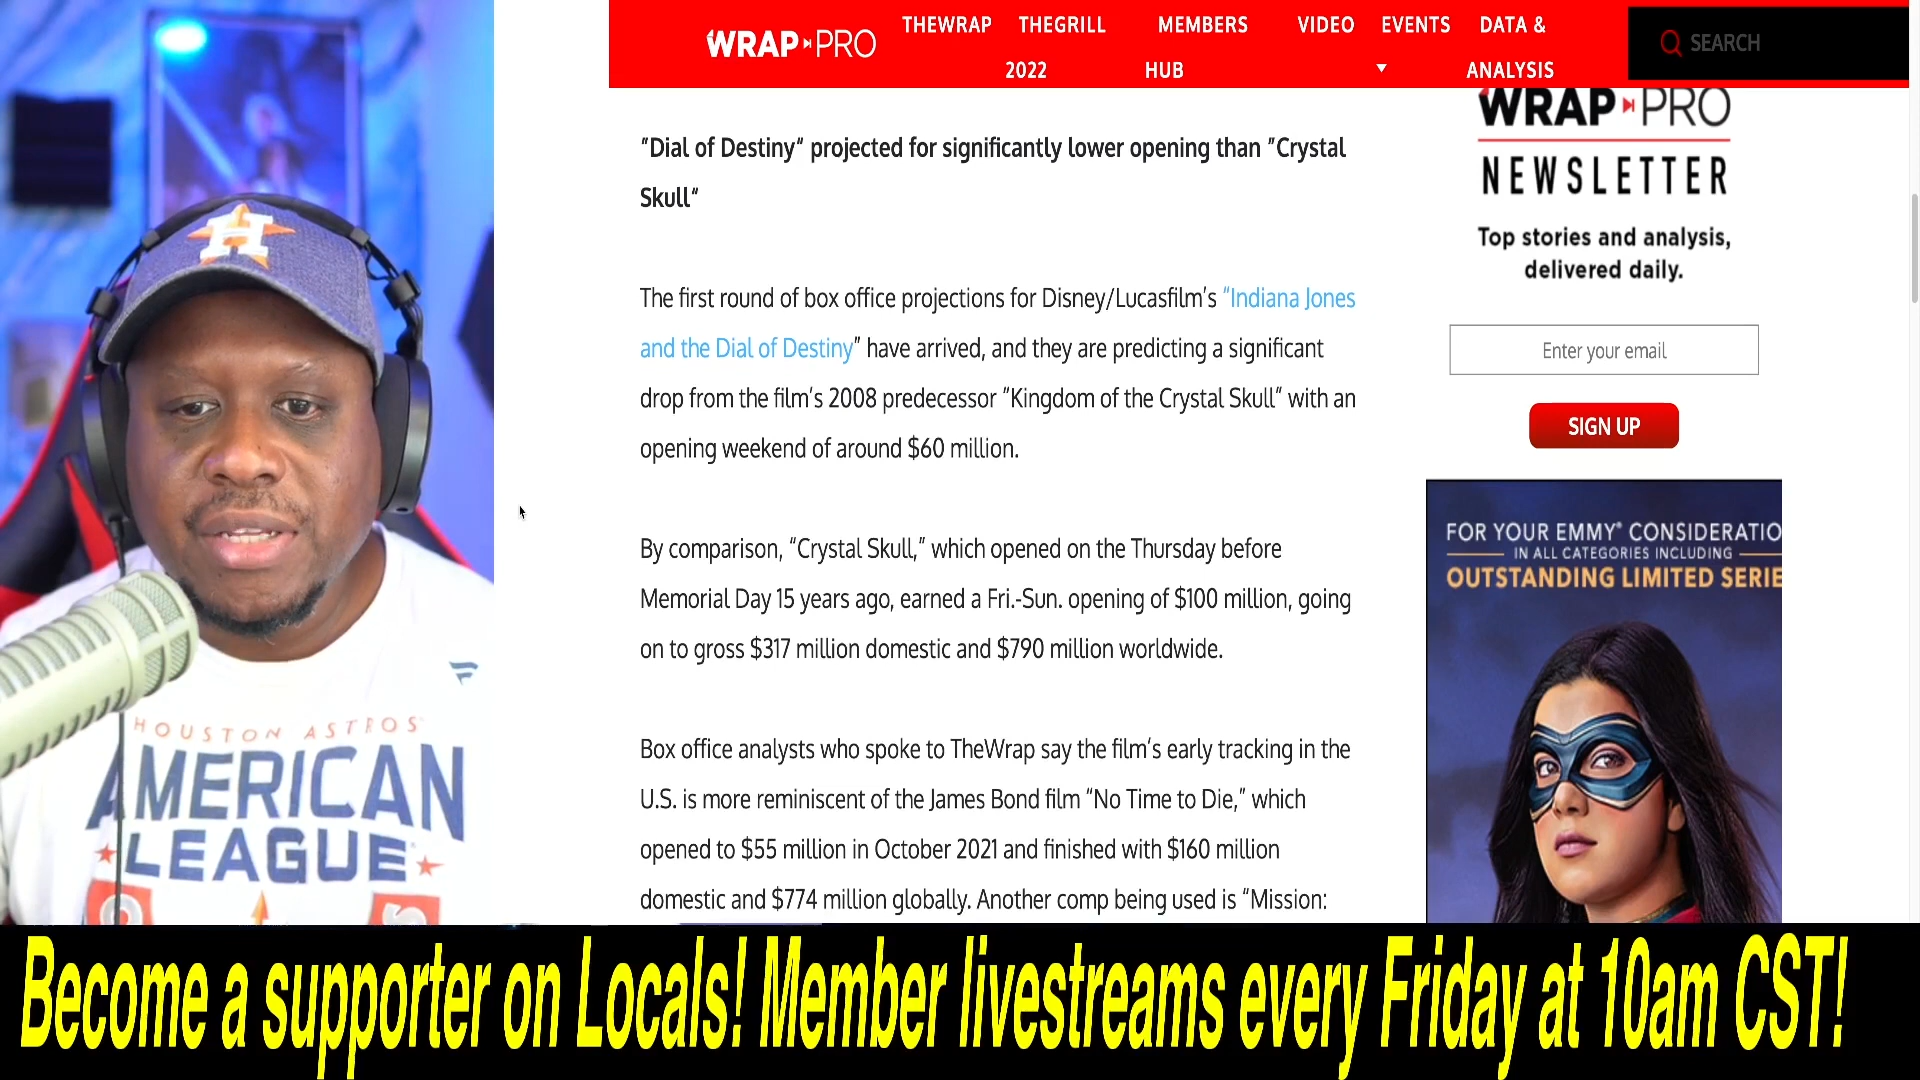 WRAP PRO
THEWRAP THEGRILL MEMBERS VIDEO EVENTS DATA &
2022 HUB ANALYSIS
SEARCH
"Dial of Destiny" projected for significantly lower opening than "Crystal
Skull"
The first round of box office projections for Disney/Lucasfilm's "Indiana Jones
and the Dial of Destiny" have arrived, and they are predicting a significant
drop from the film's 2008 predecessor "Kingdom of the Crystal Skull" with an
opening weekend of around $60 million.
By comparison, "Crystal Skull," which opened on the Thursday before
Memorial Day 15 years ago, earned a Fri.-Sun. opening of $100 million, going
on to gross $317 million domestic and $790 million worldwide.
Box office analysts who spoke to TheWrap say the film's early tracking in the
U.S. is more reminiscent of the James Bond film "No Time to Die," which
opened to $55 million in October 2021 and finished with $160 million
domestic and $774 million globally. Another comp being used is "Mission:
WRAP PRO
NEWSLETTER
Top stories and analysis,
delivered daily.
Enter your email
SIGN UP
FOR YOUR EMMY® CONSIDERATIO
IN ALL CATEGORIES INCLUDING
OUTSTANDING LIMITED SERIE
H
HOUSTON ASTROS
AMERICAN
LEAGUE
Become a supporter on Locals! Member livestreams every Friday at 10am CST!